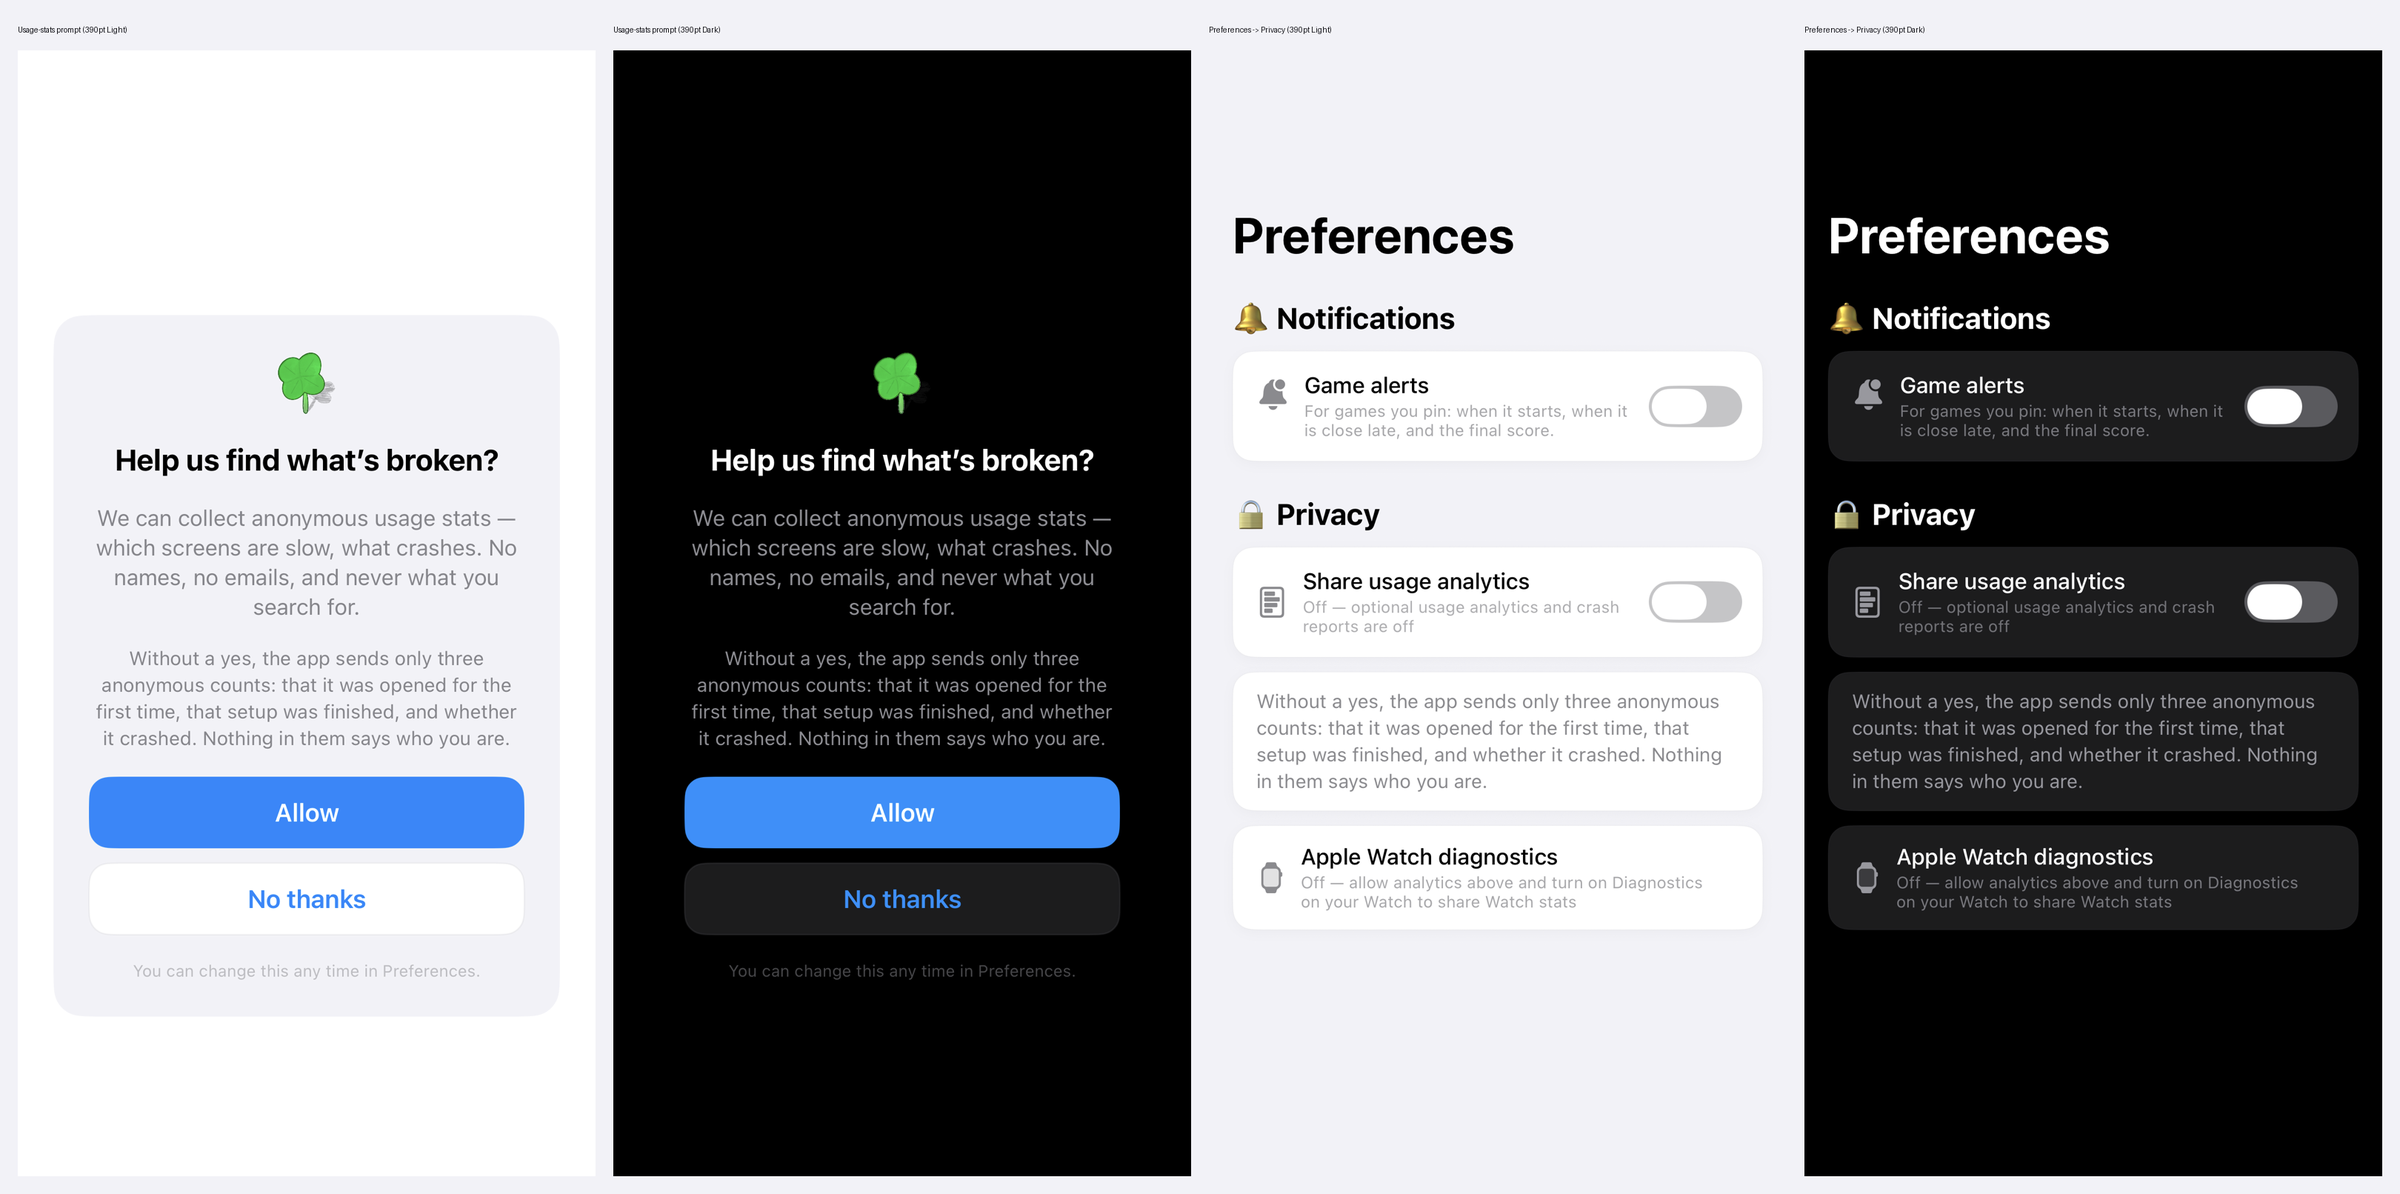 Usage-stats prompt (390pt Light)
Help us find what’s broken?
We can collect anonymous usage stats —
which screens are slow, what crashes. No
names, no emails, and never what you
search for.
Without a yes, the app sends only three
anonymous counts: that it was opened for the
first time, that setup was finished, and whether
it crashed. Nothing in them says who you are.
Allow
No thanks
You can change this any time in Preferences.
Usage-stats prompt (390pt Dark)
Help us find what’s broken?
We can collect anonymous usage stats —
which screens are slow, what crashes. No
names, no emails, and never what you
search for.
Without a yes, the app sends only three
anonymous counts: that it was opened for the
first time, that setup was finished, and whether
it crashed. Nothing in them says who you are.
Allow
No thanks
You can change this any time in Preferences.
Preferences -> Privacy (390pt Light)
Preferences
Notifications
Game alerts
For games you pin: when it starts, when it
is close late, and the final score.
Privacy
Share usage analytics
Off — optional usage analytics and crash
reports are off
Without a yes, the app sends only three anonymous
counts: that it was opened for the first time, that
setup was finished, and whether it crashed. Nothing
in them says who you are.
Apple Watch diagnostics
Off — allow analytics above and turn on Diagnostics
on your Watch to share Watch stats
Preferences -> Privacy (390pt Dark)
Preferences
Notifications
Game alerts
For games you pin: when it starts, when it
is close late, and the final score.
Privacy
Share usage analytics
Off — optional usage analytics and crash
reports are off
Without a yes, the app sends only three anonymous
counts: that it was opened for the first time, that
setup was finished, and whether it crashed. Nothing
in them says who you are.
Apple Watch diagnostics
Off — allow analytics above and turn on Diagnostics
on your Watch to share Watch stats